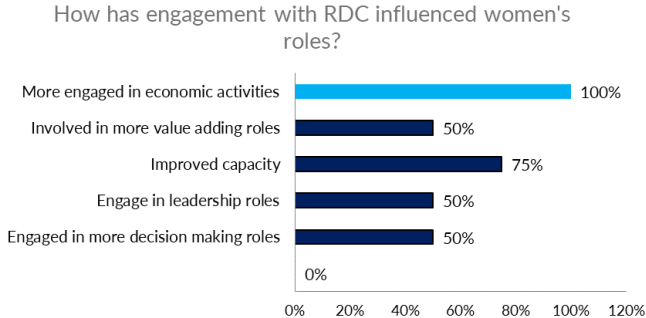 How has engagement with RDC influenced women's
roles?
More engaged in economic activities 100%
Involved in more value adding roles 50%
Improved capacity 75%
Engage in leadership roles 50%
Engaged in more decision making roles 50%
0%
0% 20% 40% 60% 80% 100% 120%